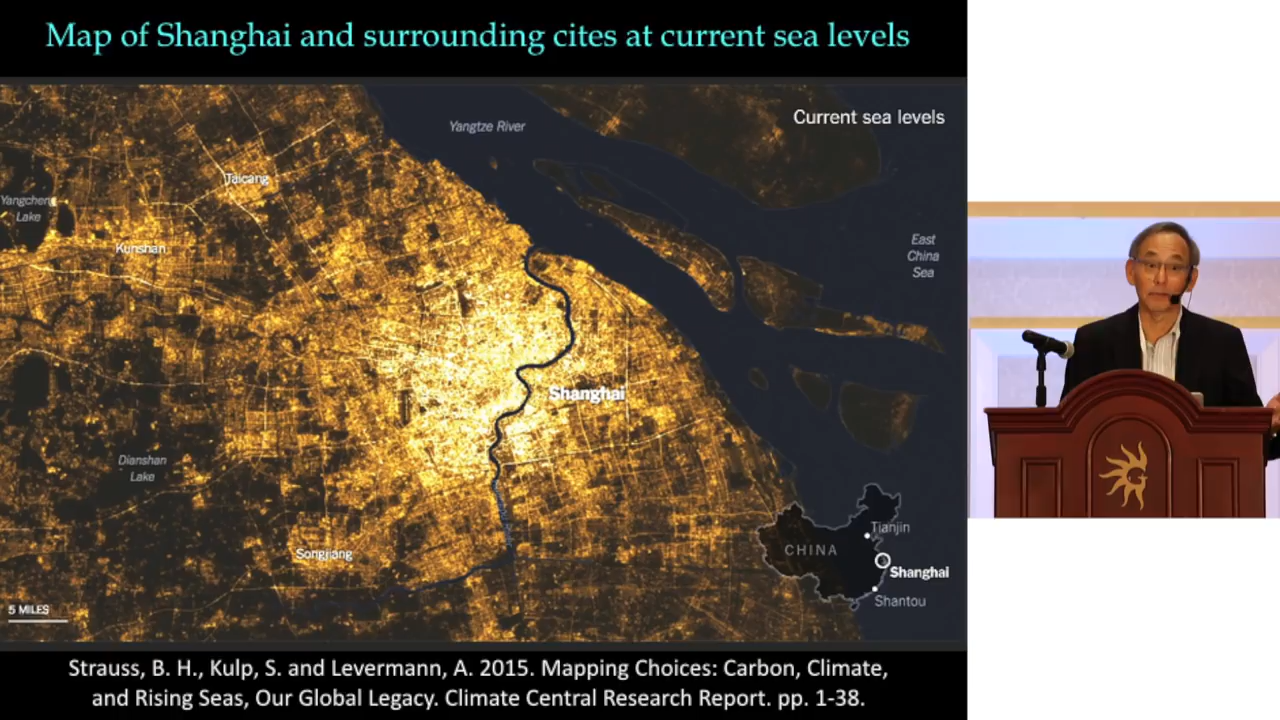 Map of Shanghai and surrounding cites at current sea levels
Current sea levels
Yangtze River
Taicang
Yangcheng
Lake
Kunshan
East
China
Sea
Shanghai
Dianshan
Lake
Songjiang
Tianjin
CHINA
Shanghai
Shantou
5 MILES
Strauss, B. H., Kulp, S. and Levermann, A. 2015. Mapping Choices: Carbon, Climate,
and Rising Seas, Our Global Legacy. Climate Central Research Report. pp. 1-38.